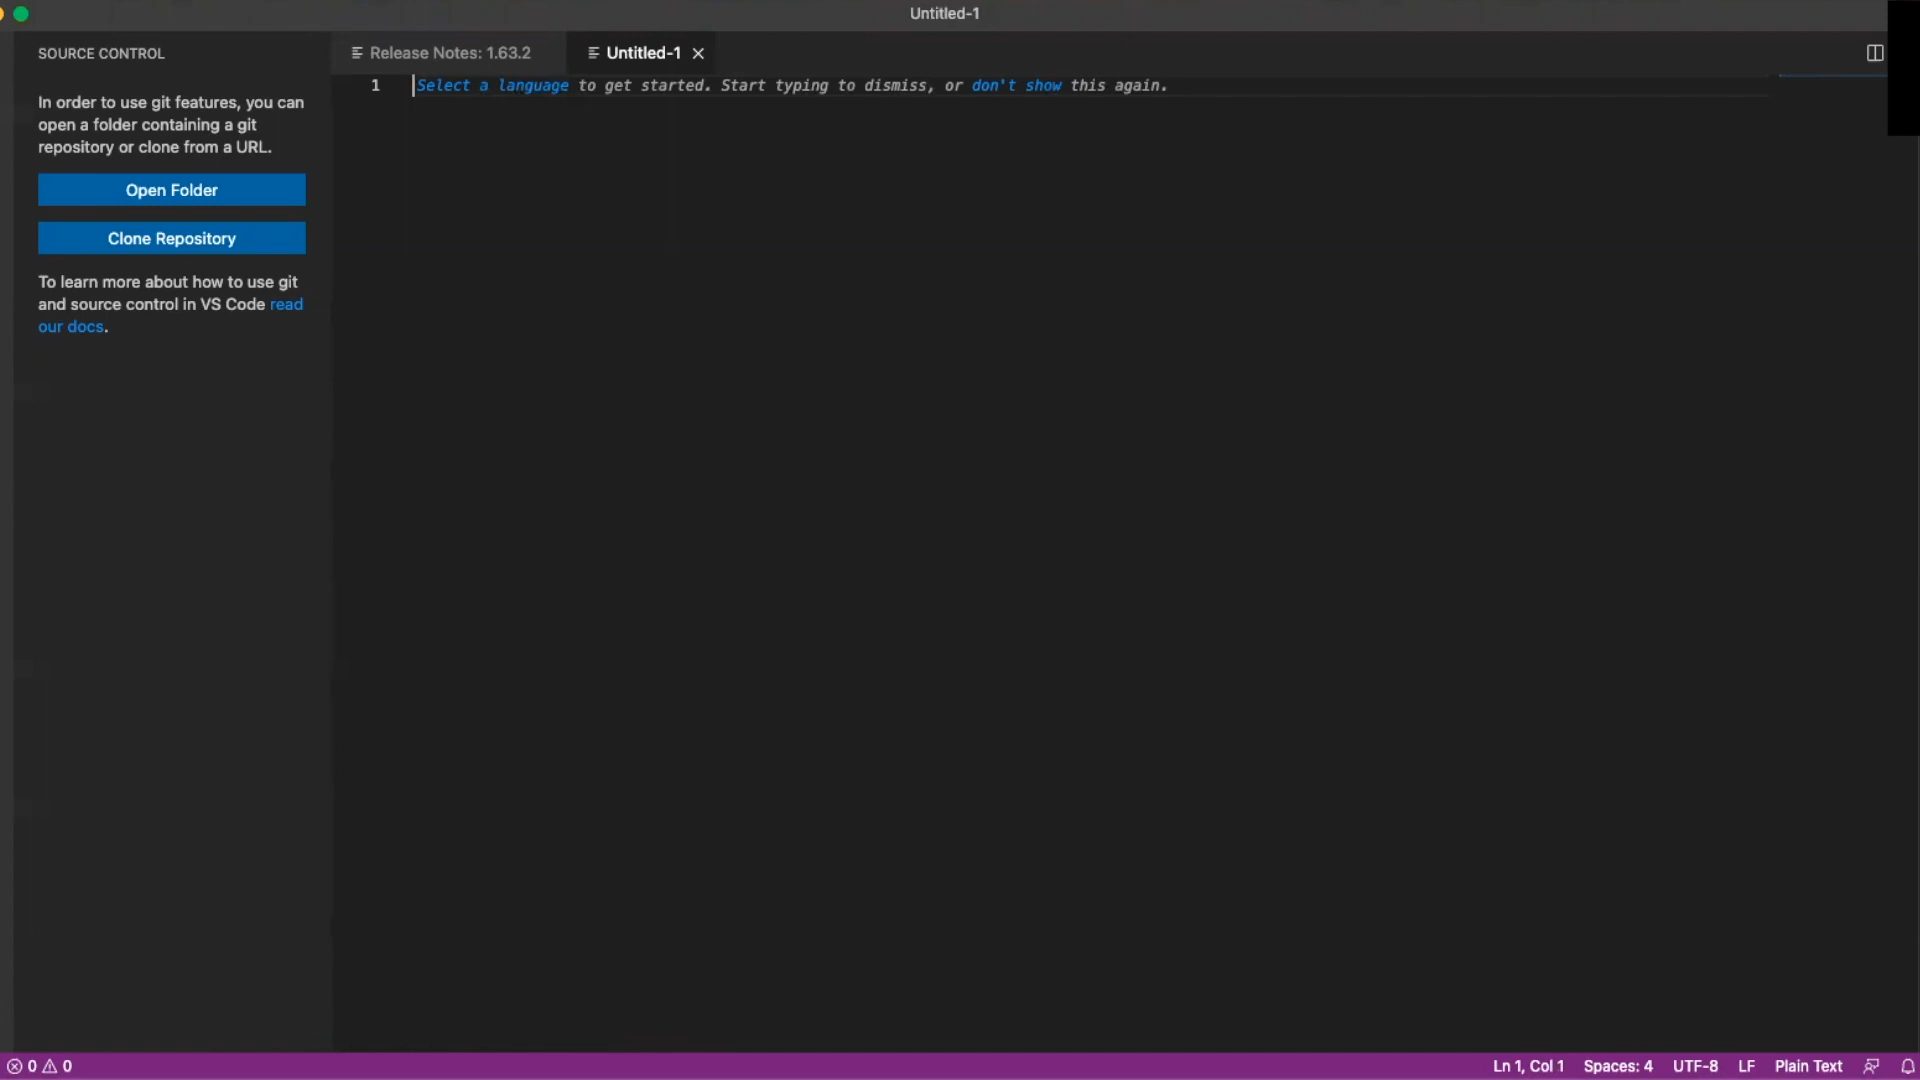 Untitled-1
SOURCE CONTROL
Release Notes: 1.63.2
Untitled-1
In order to use git features, you can
open a folder containing a git
repository or clone from a URL.
Open Folder
Clone Repository
To learn more about how to use git
and source control in VS Code read
our docs.
1
Select a language to get started. Start typing to dismiss, or don't show this again.
0 0
Ln 1, Col 1 Spaces: 4 UTF-8 LF Plain Text